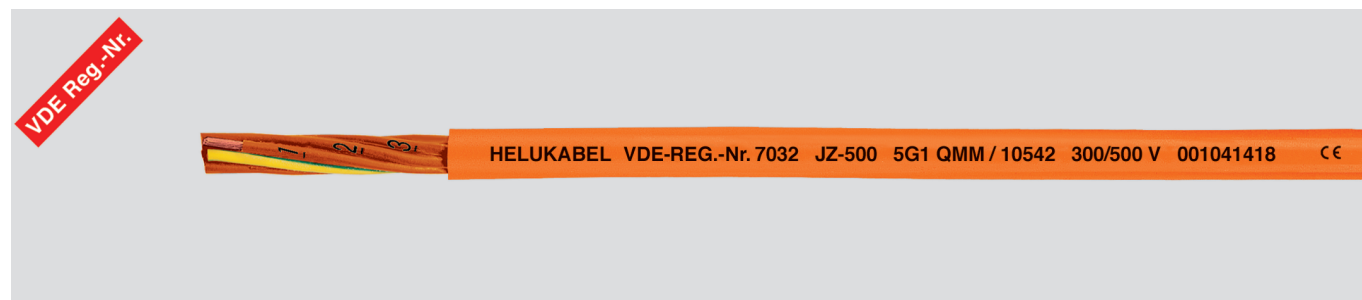 VDE Reg.-Nr.
1 2 3
HELUKABEL VDE-REG.-Nr. 7032 JZ-500 5G1 QMM / 10542 300/500 V 001041418 CE